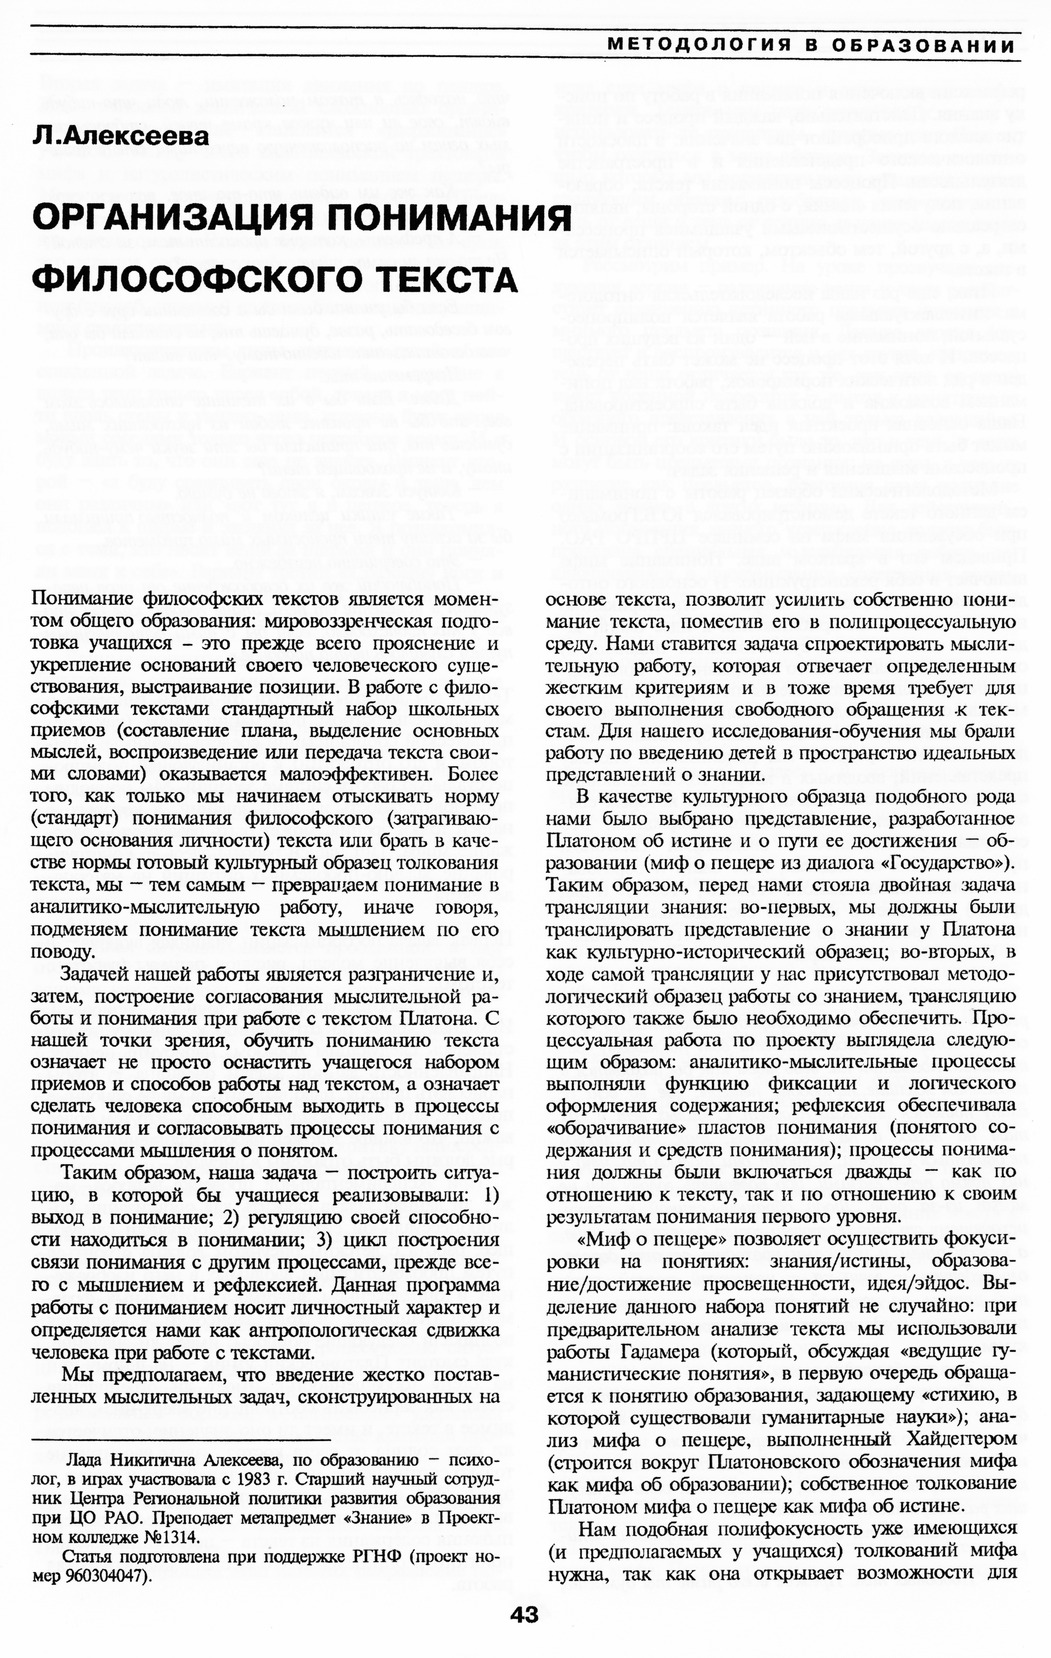 МЕТОДОЛОГИЯ В ОБРАЗОВАНИИ
Л.Алексеева
ОРГАНИЗАЦИЯ ПОНИМАНИЯ
ФИЛОСОФСКОГО ТЕКСТА
Понимание философских текстов является момен-
том общего образования: мировоззренческая подго-
товка учащихся - это прежде всего прояснение и
укрепление оснований своего человеческого суще-
ствования, выстраивание позиции. В работе с фило-
софскими текстами стандартный набор школьных
приемов (составление плана, выделение основных
мыслей, воспроизведение или передача текста свои-
ми словами) оказывается малоэффективен. Более
того, как только мы начинаем отыскивать норму
(стандарт) понимания философского (затрагиваю-
щего основания личности) текста или брать в каче-
стве нормы готовый культурный образец толкования
текста, мы — тем самым — превращаем понимание в
аналитико-мыслительную работу, иначе говоря,
подменяем понимание текста мышлением по его
поводу.
Задачей нашей работы является разграничение и,
затем, построение согласования мыслительной ра-
боты и понимания при работе с текстом Платона. С
нашей точки зрения, обучить пониманию текста
означает не просто оснастить учащегося набором
приемов и способов работы над текстом, а означает
сделать человека способным выходить в процессы
понимания и согласовывать процессы понимания с
процессами мышления о понятом.
Таким образом, наша задача — построить ситуа-
цию, в которой бы учащиеся реализовывали: 1)
выход в понимание; 2) регуляцию своей способно-
сти находиться в понимании; 3) цикл построения
связи понимания с другим процессами, прежде все-
го с мышлением и рефлексией. Данная программа
работы с пониманием носит личностный характер и
определяется нами как антропологическая сдвижка
человека при работе с текстами.
Мы предполагаем, что введение жестко постав-
ленных мыслительных задач, сконструированных на
Лада Никитична Алексеева, по образованию — психо-
лог, в играх участвовала с 1983 г. Старший научный сотруд-
ник Центра Региональной политики развития образования
при ЦО РАО. Преподает метапредмет «Знание» в Проект-
ном колледже №1314.
Статья подготовлена при поддержке РГНФ (проект но-
мер 960304047).
основе текста, позволит усилить собственно пони-
мание текста, поместив его в полипроцессуальную
среду. Нами ставится задача спроектировать мысли-
тельную работу, которая отвечает определенным
жестким критериям и в тоже время требует для
своего выполнения свободного обращения к тек-
стам. Для нашего исследования-обучения мы брали
работу по введению детей в пространство идеальных
представлений о знании.
В качестве культурного образца подобного рода
нами было выбрано представление, разработанное
Платоном об истине и о пути ее достижения — об-
разовании (миф о пещере из диалога «Государство»).
Таким образом, перед нами стояла двойная задача
трансляции знания: во-первых, мы должны были
транслировать представление о знании у Платона
как культурно-исторический образец; во-вторых, в
ходе самой трансляции у нас присутствовал методо-
логический образец работы со знанием, трансляцию
которого также было необходимо обеспечить. Про-
цессуальная работа по проекту выглядела следую-
щим образом: аналитико-мыслительные процессы
выполняли функцию фиксации и логического
оформления содержания; рефлексия обеспечивала
«оборачивание» пластов понимания (понятого со-
держания и средств понимания); процессы понима-
ния должны были включаться дважды — как по
отношению к тексту, так и по отношению к своим
результатам понимания первого уровня.
«Миф о пещере» позволяет осуществить фокуси-
ровки на понятиях: знания/истины, образова-
ние/достижение просвещенности, идея/эйдос. Вы-
деление данного набора понятий не случайно: при
предварительном анализе текста мы использовали
работы Гадамера (который, обсуждая «ведущие гу-
манистические понятия», в первую очередь обраща-
ется к понятию образования, задающему «стихию, в
которой существовали гуманитарные науки»); ана-
лиз мифа о пещере, выполненный Хайдеггером
(строится вокруг Платоновского обозначения мифа
как мифа об образовании); собственное толкование
Платоном мифа о пещере как мифа об истине.
Нам подобная полифокусность уже имеющихся
(и предполагаемых у учащихся) толкований мифа
нужна, так как она открывает возможности для
43